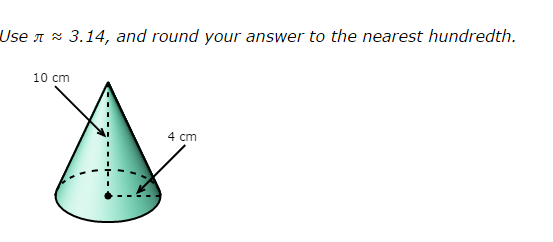 Use π ≈ 3.14, and round your answer to the nearest hundredth.
10 cm
4 cm